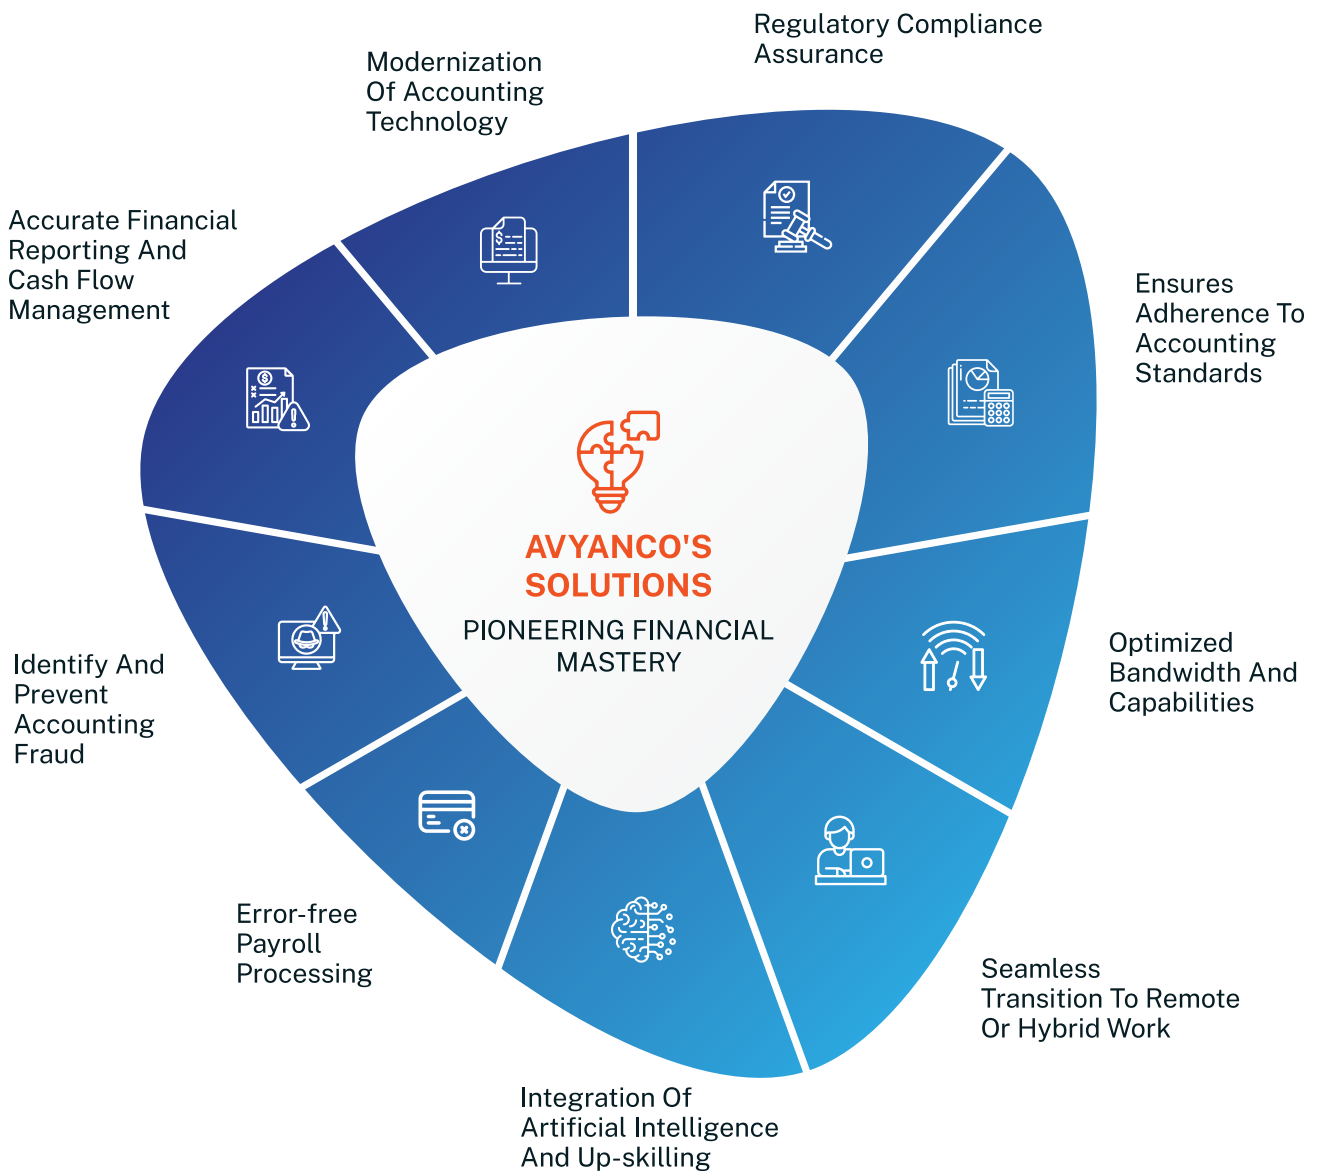 Regulatory Compliance
Assurance
Modernization
Of Accounting
Technology
Accurate Financial
Reporting And
Cash Flow
Management
Ensures
Adherence To
Accounting
Standards
AVYANCO'S
SOLUTIONS
PIONEERING FINANCIAL
MASTERY
Optimized
Bandwidth And
Capabilities
Identify And
Prevent
Accounting
Fraud
Error-free
Payroll
Processing
Seamless
Transition To Remote
Or Hybrid Work
Integration Of
Artificial Intelligence
And Up-skilling